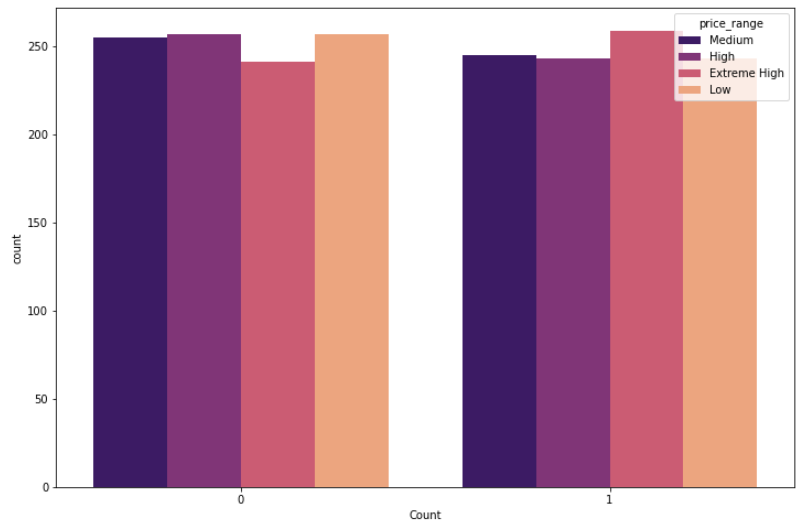 price_range
Medium
High
Extreme High
Low
250
200
150
100
50
0
count
0 1
Count